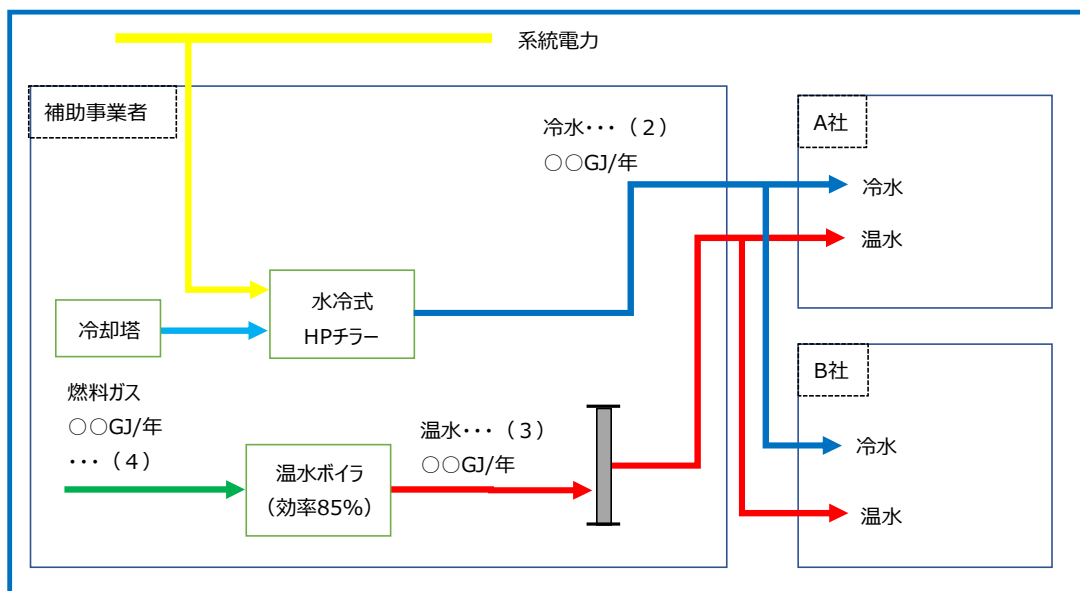 系統電力
補助事業者
冷水・・・（２）
○○GJ/年
A社
冷水
温水
冷却塔
水冷式
HPチラー
燃料ガス
○○GJ/年
・・・（４）
温水ボイラ
（効率85%）
温水・・・（３）
○○GJ/年
B社
冷水
温水